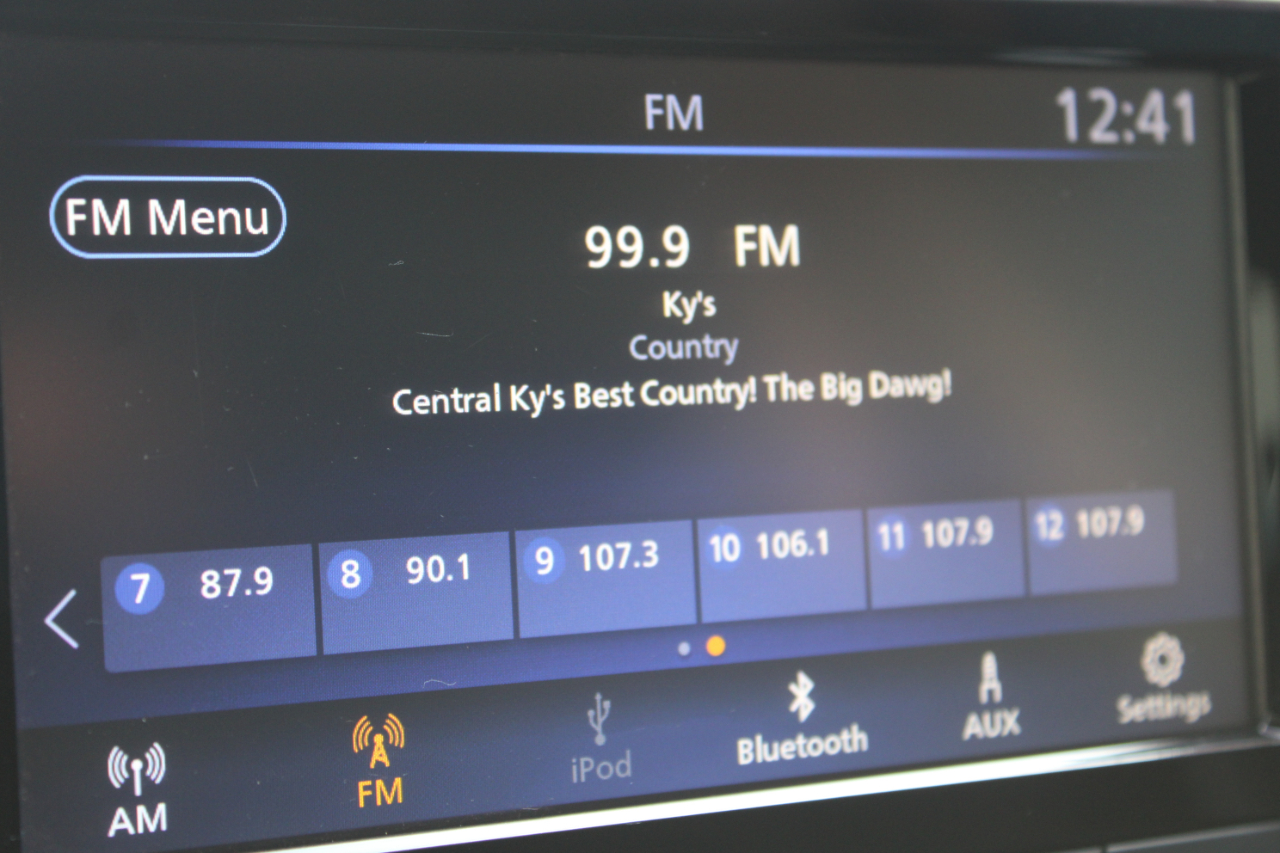 FM 12:41
FM Menu
99.9 FM
Ky's
Country
Central Ky's Best Country! The Big Dawg!
7 87.9 8 90.1 9 107.3 10 106.1 11 107.9 12 107.9
AM FM iPod Bluetooth AUX Settings